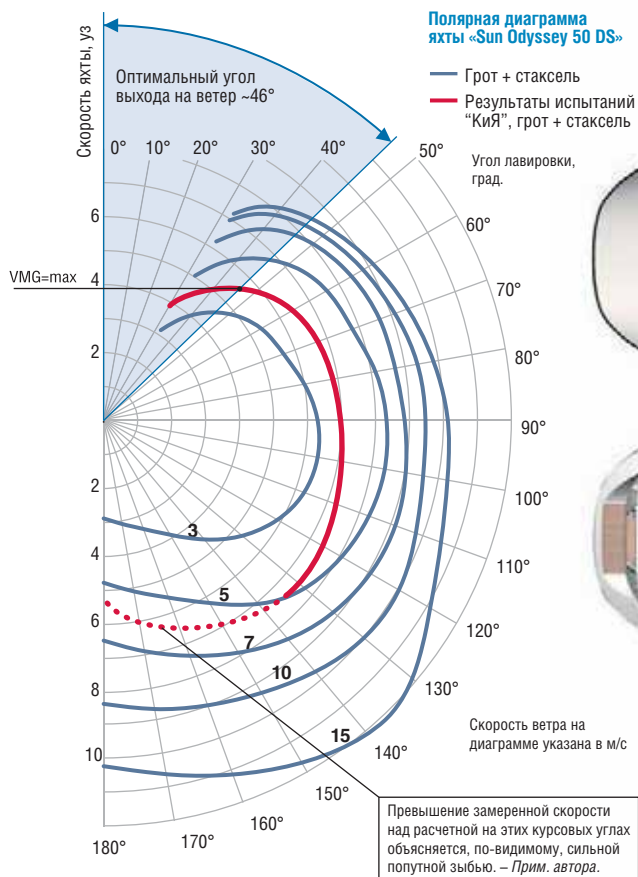 Полярная диаграмма
яхты «Sun Odyssey 50 DS»
Грот + стаксель
Результаты испытаний
“КиЯ”, грот + стаксель
Угол лавировки,
град.
Скорость яхты, уз
Оптимальный угол
выхода на ветер ~46°
0° 10° 20° 30° 40° 50°
60°
70°
80°
90°
100°
110°
120°
130°
140°
150°
160°
170°
180°
6
4
2
2
4
6
8
10
VMG=max
3
5
7
10
15
Скорость ветра на
диаграмме указана в м/с
Превышение замеренной скорости
над расчетной на этих курсовых углах
объясняется, по-видимому, сильной
попутной зыбью. – Прим. автора.